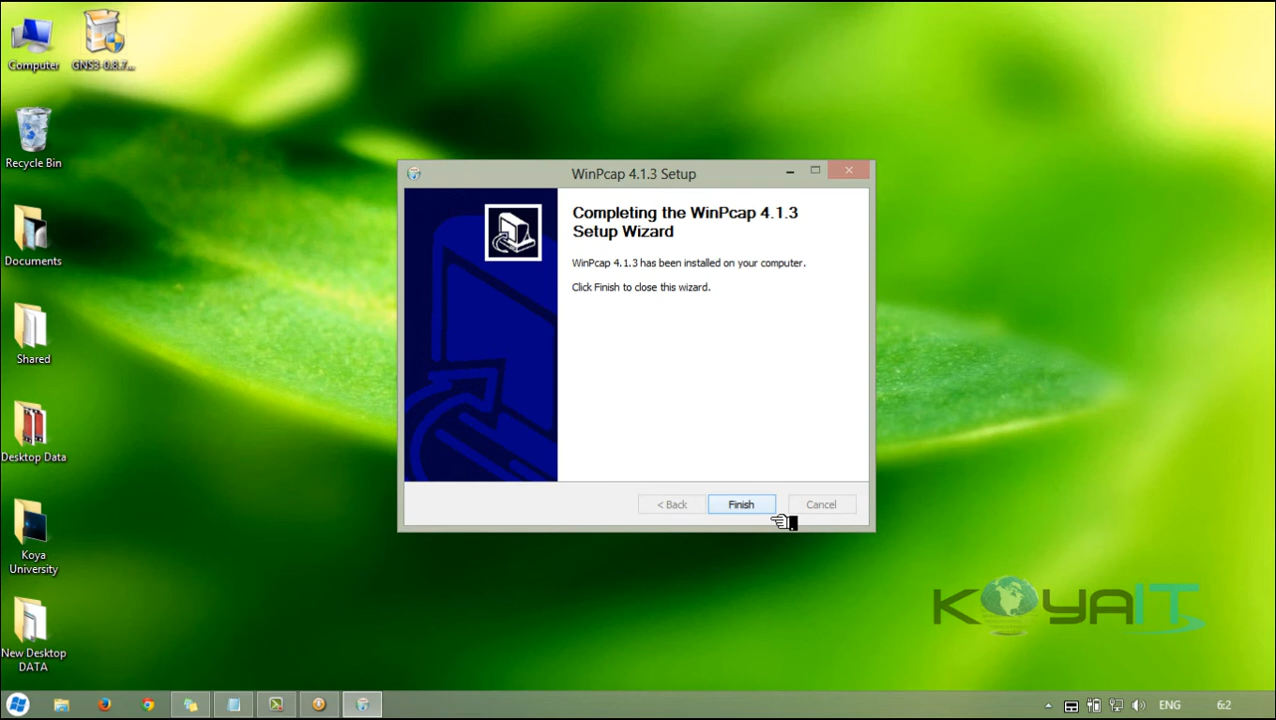 Computer
GNS3-0.8.7...
Recycle Bin
Documents
Shared
Desktop Data
Koya
University
New Desktop
DATA
WinPcap 4.1.3 Setup
Completing the WinPcap 4.1.3
Setup Wizard
WinPcap 4.1.3 has been installed on your computer.
Click Finish to close this wizard.
< Back
Finish
Cancel
KOYAIT
ENG
6:2